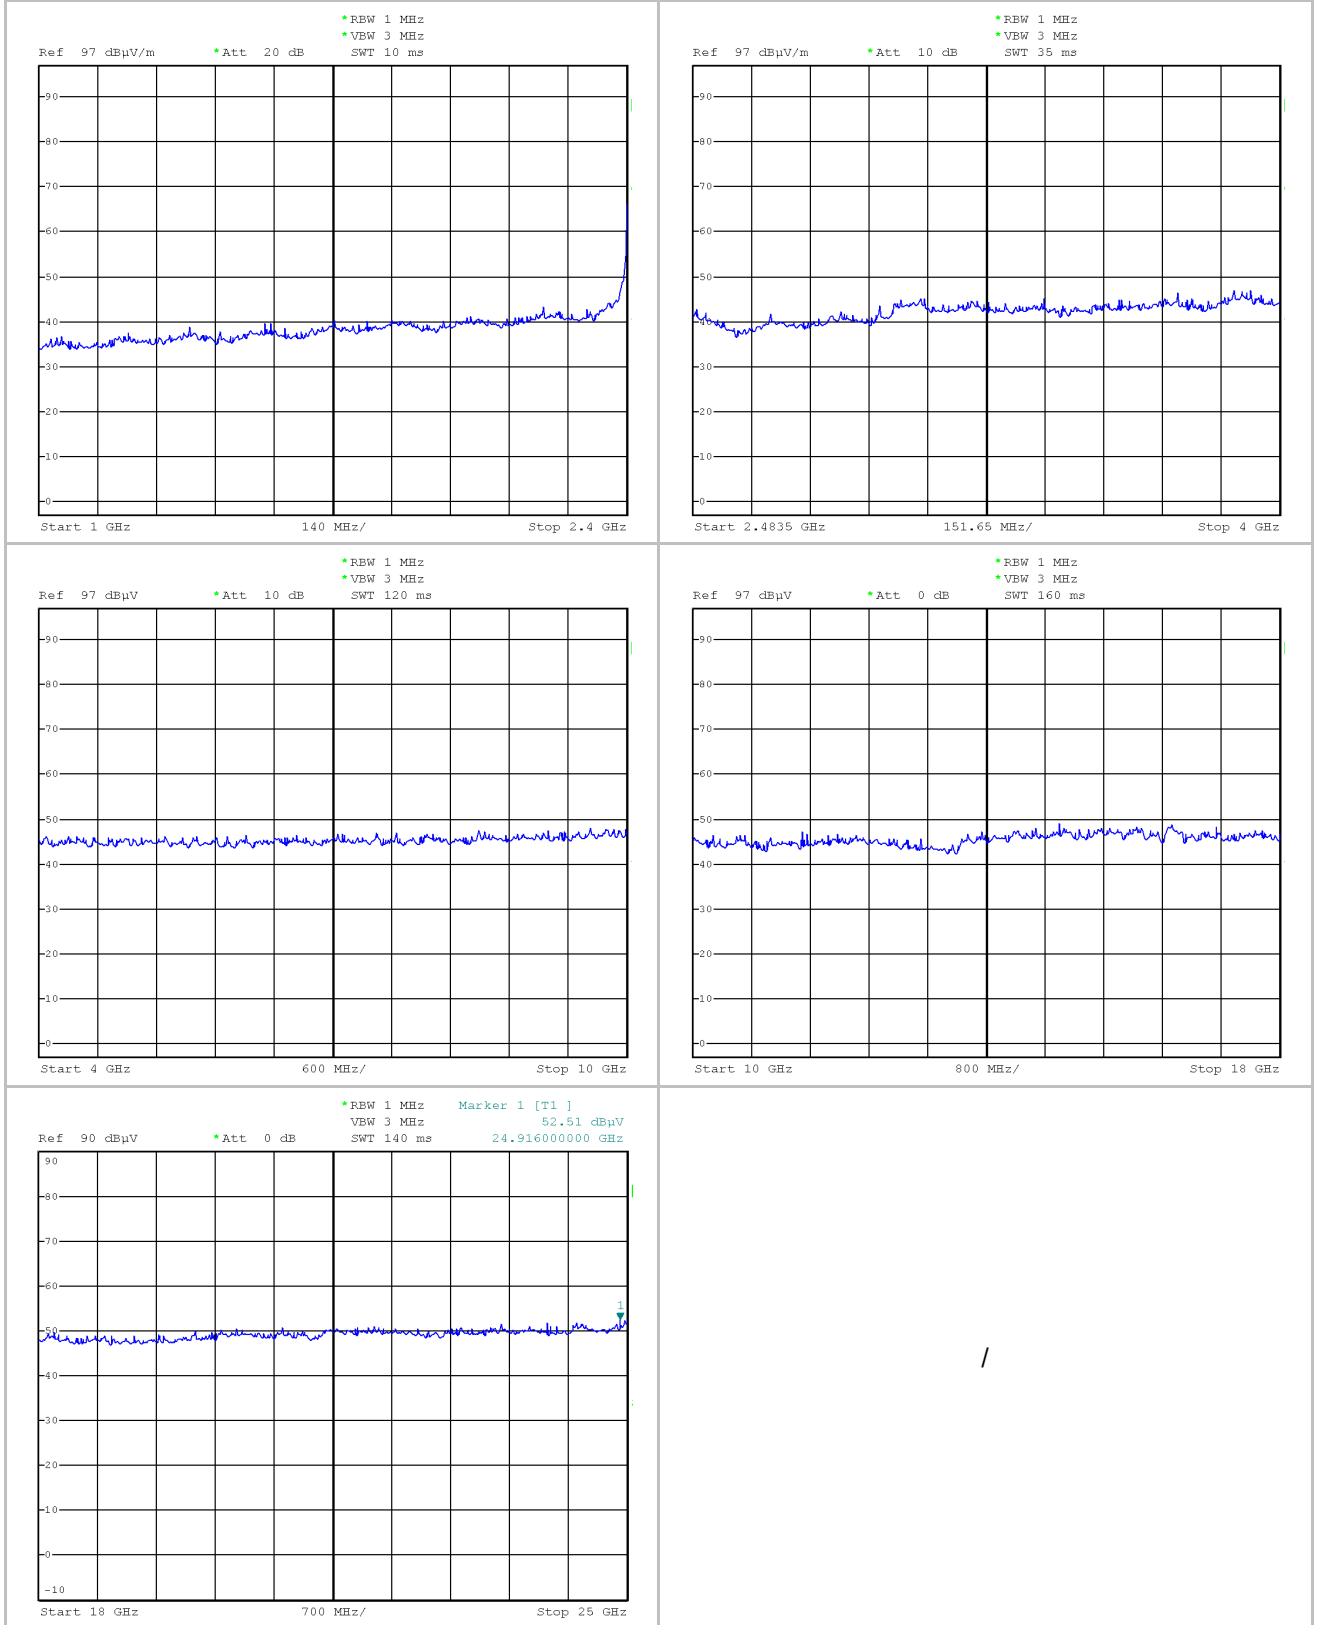 *RBW 1 MHz
*VBW 3 MHz
Ref 97 dBµV/m *Att 20 dB SWT 10 ms
90
80
70
60
50
40
30
20
10
0
Start 1 GHz 140 MHz/ Stop 2.4 GHz
*RBW 1 MHz
*VBW 3 MHz
Ref 97 dBµV/m *Att 10 dB SWT 35 ms
90
80
70
60
50
40
30
20
10
0
Start 2.4835 GHz 151.65 MHz/ Stop 4 GHz
*RBW 1 MHz
*VBW 3 MHz
Ref 97 dBµV *Att 10 dB SWT 120 ms
90
80
70
60
50
40
30
20
10
0
Start 4 GHz 600 MHz/ Stop 10 GHz
*RBW 1 MHz
*VBW 3 MHz
Ref 97 dBµV *Att 0 dB SWT 160 ms
90
80
70
60
50
40
30
20
10
0
Start 10 GHz 800 MHz/ Stop 18 GHz
*RBW 1 MHz Marker 1 [T1 ]
VBW 3 MHz 52.51 dBµV
Ref 90 dBµV *Att 0 dB SWT 140 ms 24.916000000 GHz
90
80
70
60
1
50
40
30
20
10
0
-10
Start 18 GHz 700 MHz/ Stop 25 GHz
/